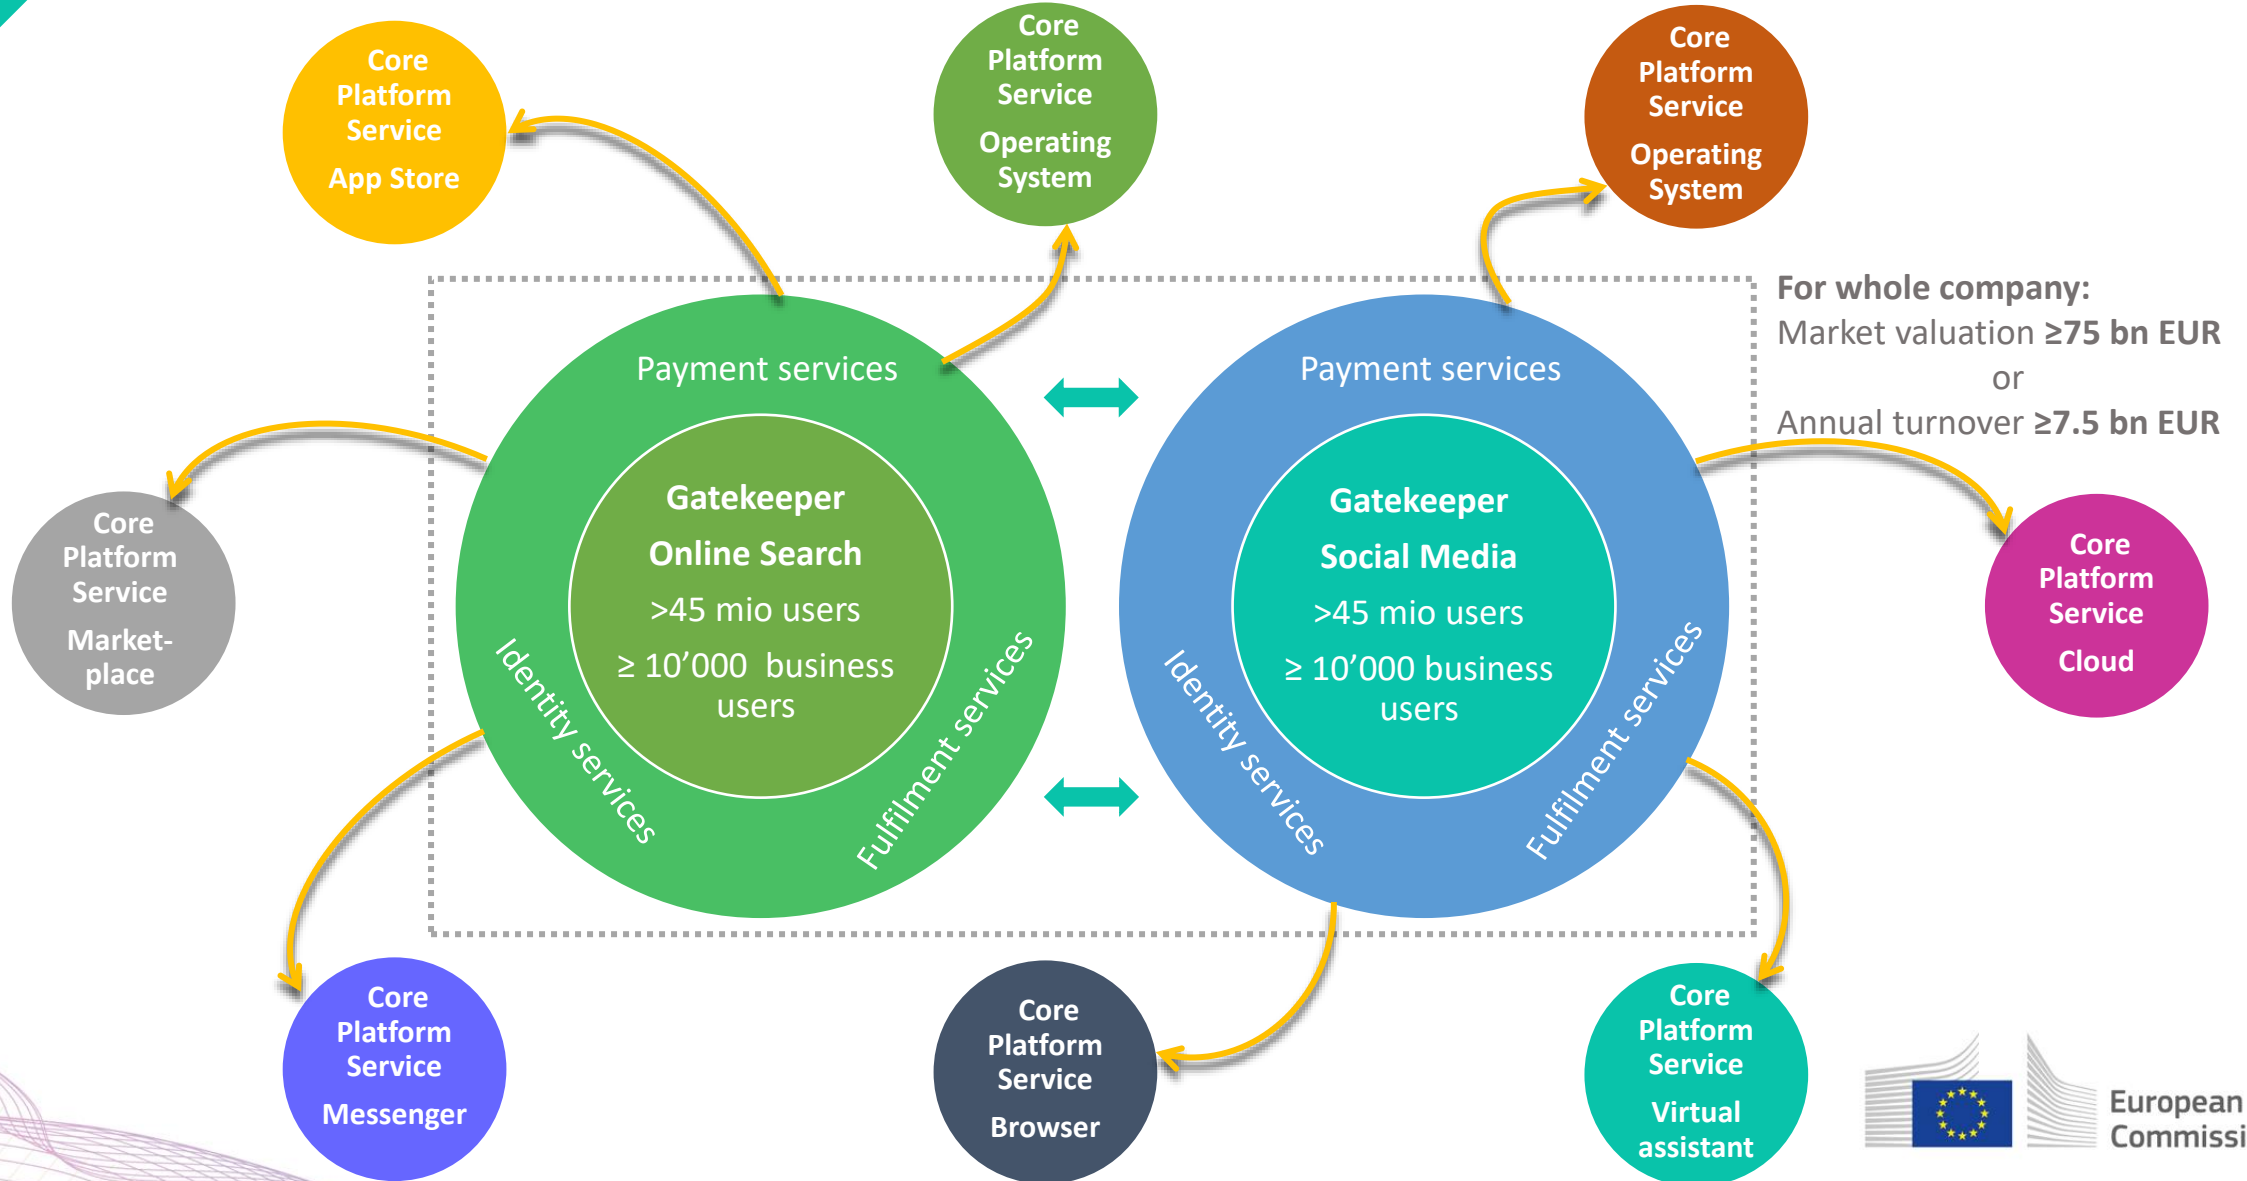 Core
Platform
Service
App Store
Core
Platform
Service
Operating
System
Core
Platform
Service
Operating
System
For whole company:
Market valuation ≥75 bn EUR
or
Annual turnover ≥7.5 bn EUR
Payment services
Identity services
Fulfilment services
Gatekeeper
Online Search
>45 mio users
≥ 10’000 business
users
Payment services
Identity services
Fulfilment services
Gatekeeper
Social Media
>45 mio users
≥ 10’000 business
users
Core
Platform
Service
Market-
place
Core
Platform
Service
Cloud
Core
Platform
Service
Messenger
Core
Platform
Service
Browser
Core
Platform
Service
Virtual
assistant
European
Commissi